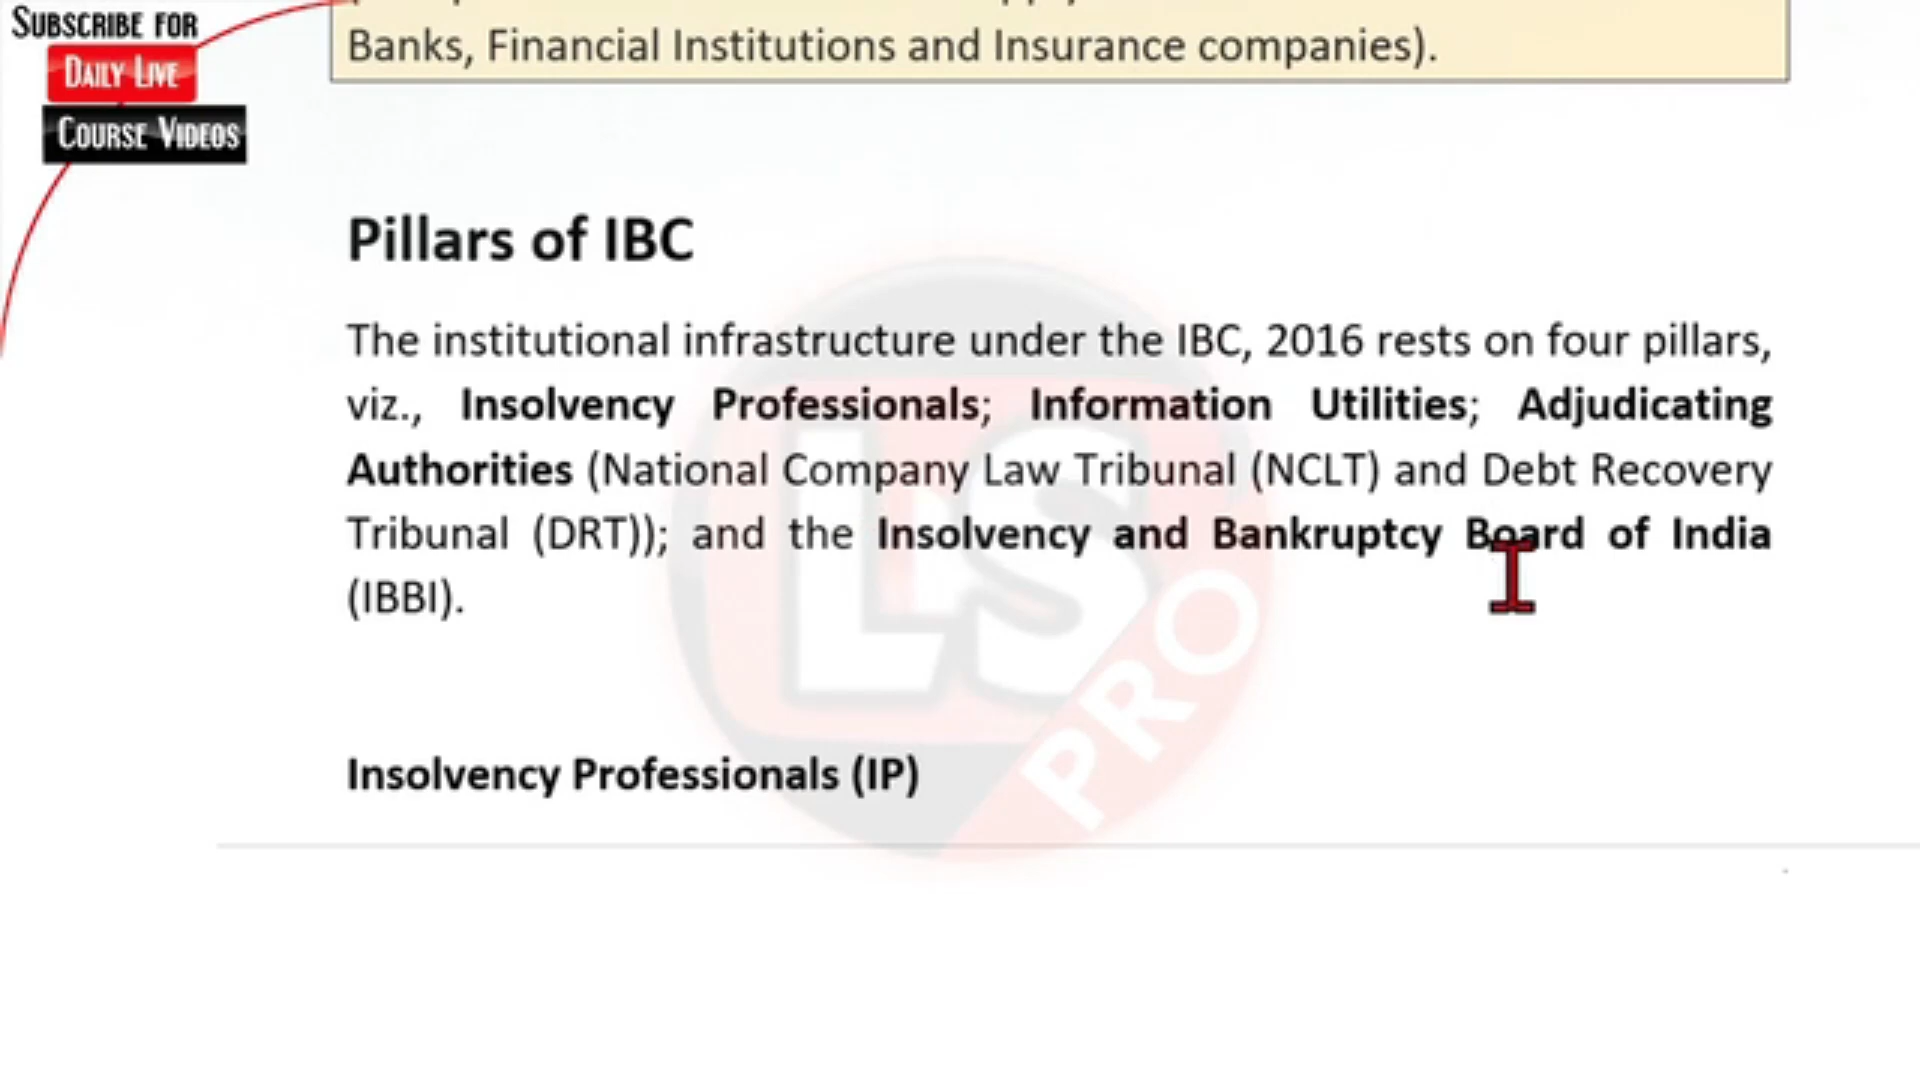 SUBSCRIBE FOR
DAILY LIVE
COURSE VIDEOS
Banks, Financial Institutions and Insurance companies).
Pillars of IBC
The institutional infrastructure under the IBC, 2016 rests on four pillars,
viz., Insolvency Professionals; Information Utilities; Adjudicating
Authorities (National Company Law Tribunal (NCLT) and Debt Recovery
Tribunal (DRT)); and the Insolvency and Bankruptcy Board of India
(IBBI).
LS
PRO
Insolvency Professionals (IP)